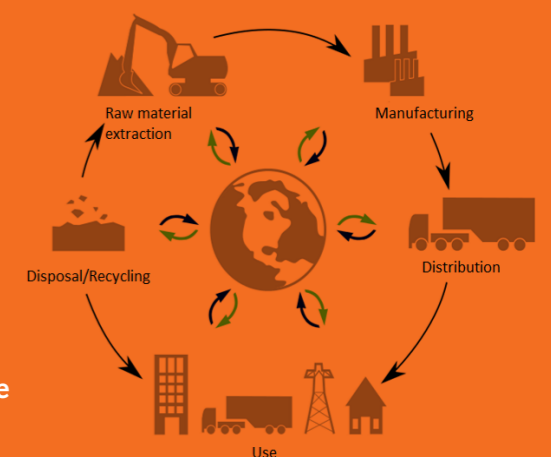 Raw material
extraction
Manufacturing
Distribution
Disposal/Recycling
e
Use